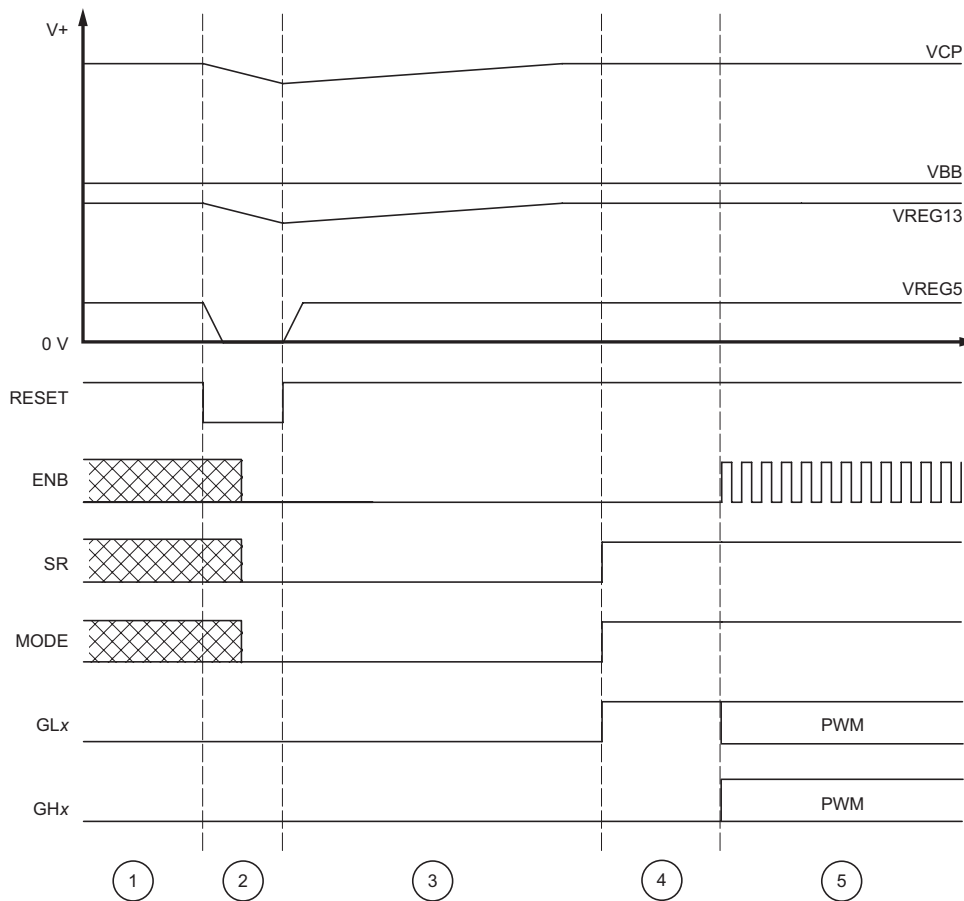 V+
VCP
VBB
VREG13
VREG5
0 V
RESET
ENB
SR
MODE
GLx
PWM
GHx
PWM
1 2 3 4 5